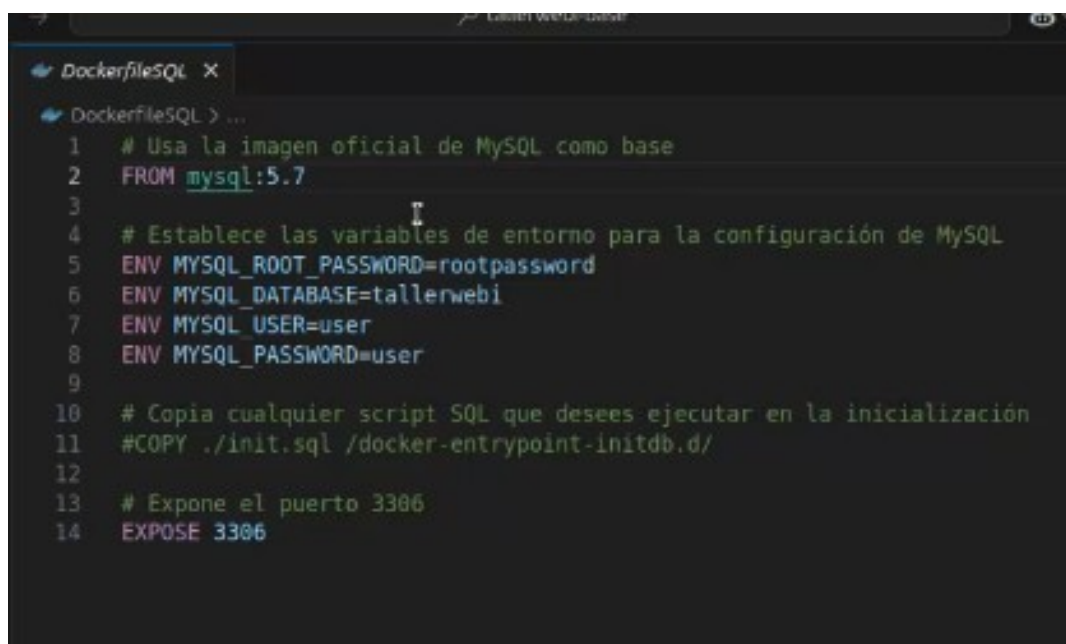 tallerwebi-base
DockerfileSQL ×
DockerfileSQL > ...
1 # Usa la imagen oficial de MySQL como base
2 FROM mysql:5.7
3
4 # Establece las variables de entorno para la configuración de MySQL
5 ENV MYSQL_ROOT_PASSWORD=rootpassword
6 ENV MYSQL_DATABASE=tallerwebi
7 ENV MYSQL_USER=user
8 ENV MYSQL_PASSWORD=user
9
10 # Copia cualquier script SQL que desees ejecutar en la inicialización
11 #COPY ./init.sql /docker-entrypoint-initdb.d/
12
13 # Expone el puerto 3306
14 EXPOSE 3306